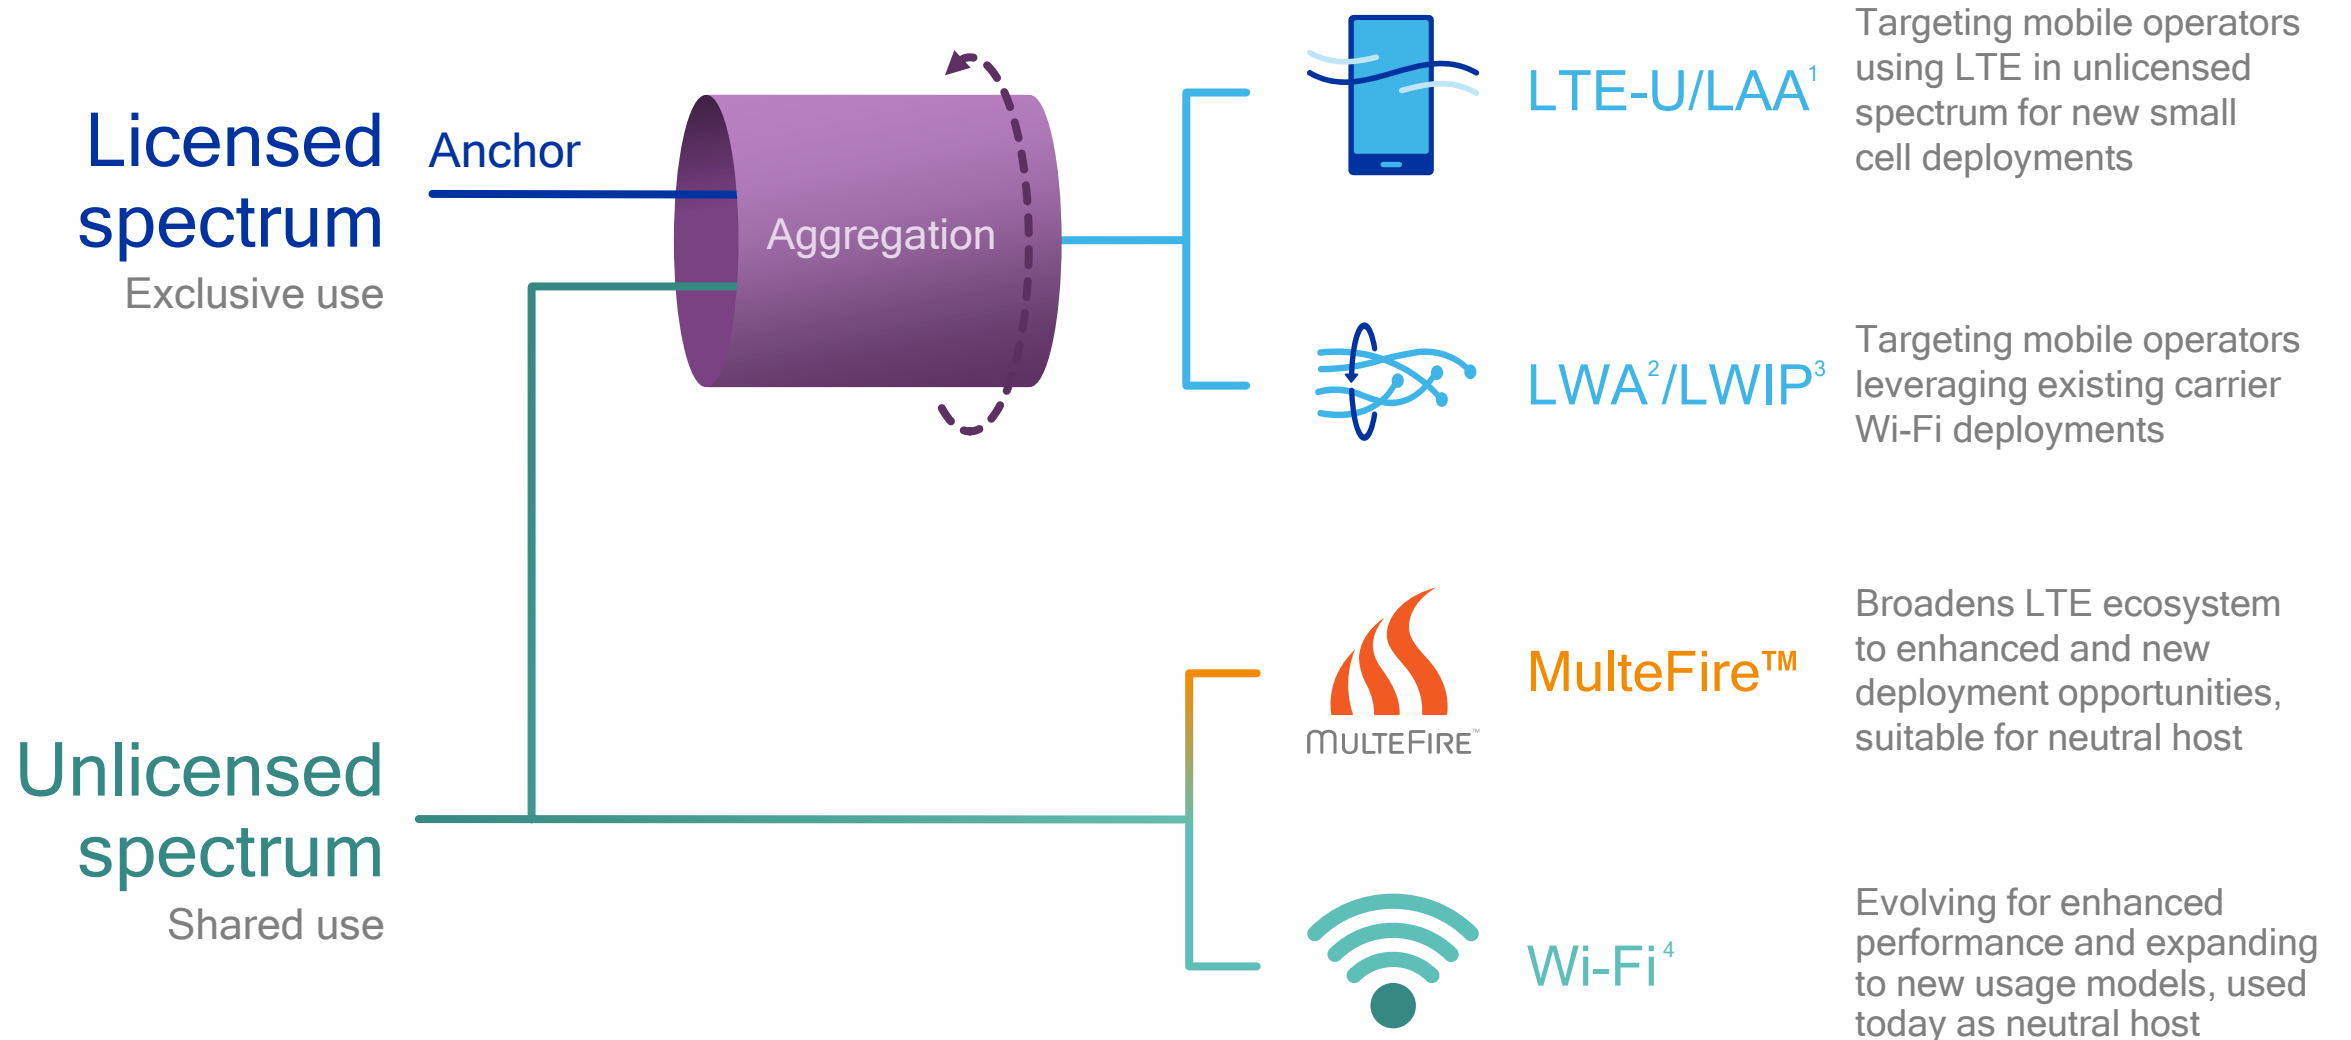 Licensed
spectrum
Exclusive use
Anchor
Aggregation
LTE-U/LAA¹
Targeting mobile operators
using LTE in unlicensed
spectrum for new small
cell deployments
LWA²/LWIP³
Targeting mobile operators
leveraging existing carrier
Wi-Fi deployments
Unlicensed
spectrum
Shared use
MULTEFIRE™
MulteFire™
Broadens LTE ecosystem
to enhanced and new
deployment opportunities,
suitable for neutral host
Wi-Fi⁴
Evolving for enhanced
performance and expanding
to new usage models, used
today as neutral host